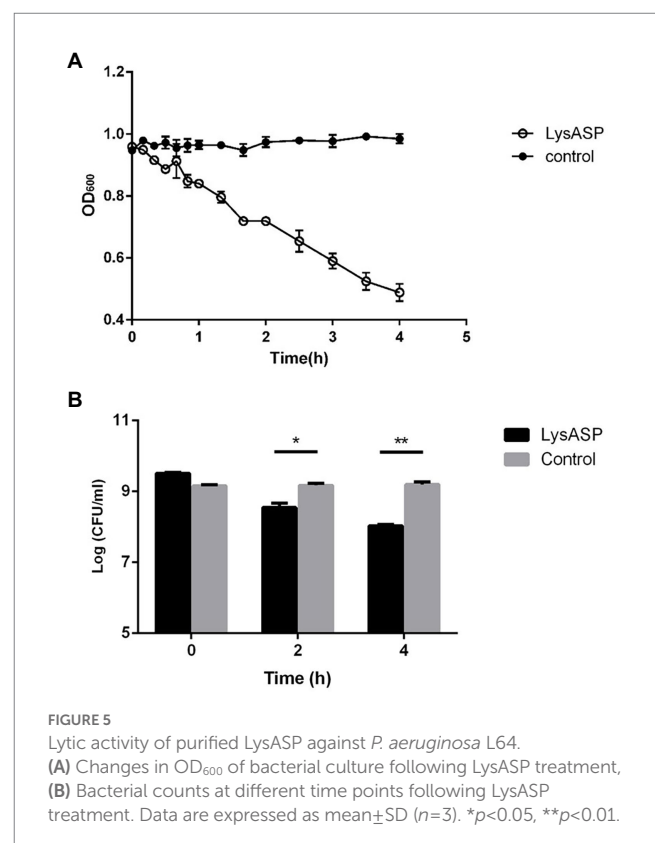 A
1.2
1.0
0.8
0.6
0.4
OD600
0 1 2 3 4 5
Time(h)
LysASP
control
B
11
9
7
5
Log (CFU/ml)
* **
0 2 4
Time (h)
LysASP
Control
FIGURE 5
Lytic activity of purified LysASP against P. aeruginosa L64.
(A) Changes in OD600 of bacterial culture following LysASP treatment,
(B) Bacterial counts at different time points following LysASP
treatment. Data are expressed as mean±SD (n=3). *p<0.05, **p<0.01.